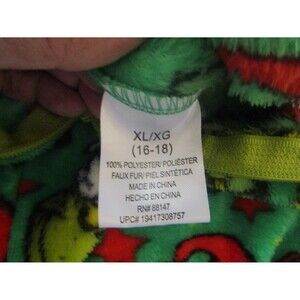 XL/XG
(16-18)
100% POLYESTER/POLIÉSTER
FAUX FUR/PIEL SINTÉTICA
MADE IN CHINA
HECHO EN CHINA
RN# 68147
UPC# 19417308757